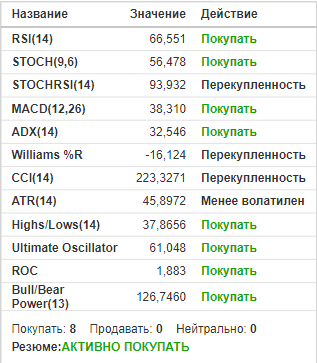 Название Значение Действие
RSI(14) 66,551 Покупать
STOCH(9,6) 56,478 Покупать
STOCHRSI(14) 93,932 Перекупленность
MACD(12,26) 38,310 Покупать
ADX(14) 32,546 Покупать
Williams %R -16,124 Перекупленность
CCI(14) 223,3271 Перекупленность
ATR(14) 45,8972 Менее волатилен
Highs/Lows(14) 37,8656 Покупать
Ultimate Oscillator 61,048 Покупать
ROC 1,883 Покупать
Bull/Bear
Power(13) 126,7460 Покупать
Покупать: 8 Продавать: 0 Нейтрально: 0
Резюме:АКТИВНО ПОКУПАТЬ